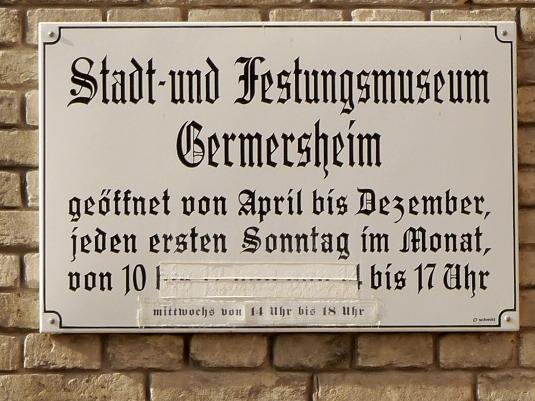 Stadt-und Festungsmuseum
Germersheim
geöffnet von April bis Dezember,
jeden ersten Sonntag im Monat,
von 10 bis 17 Uhr
mittwochs von 14 Uhr bis 18 Uhr